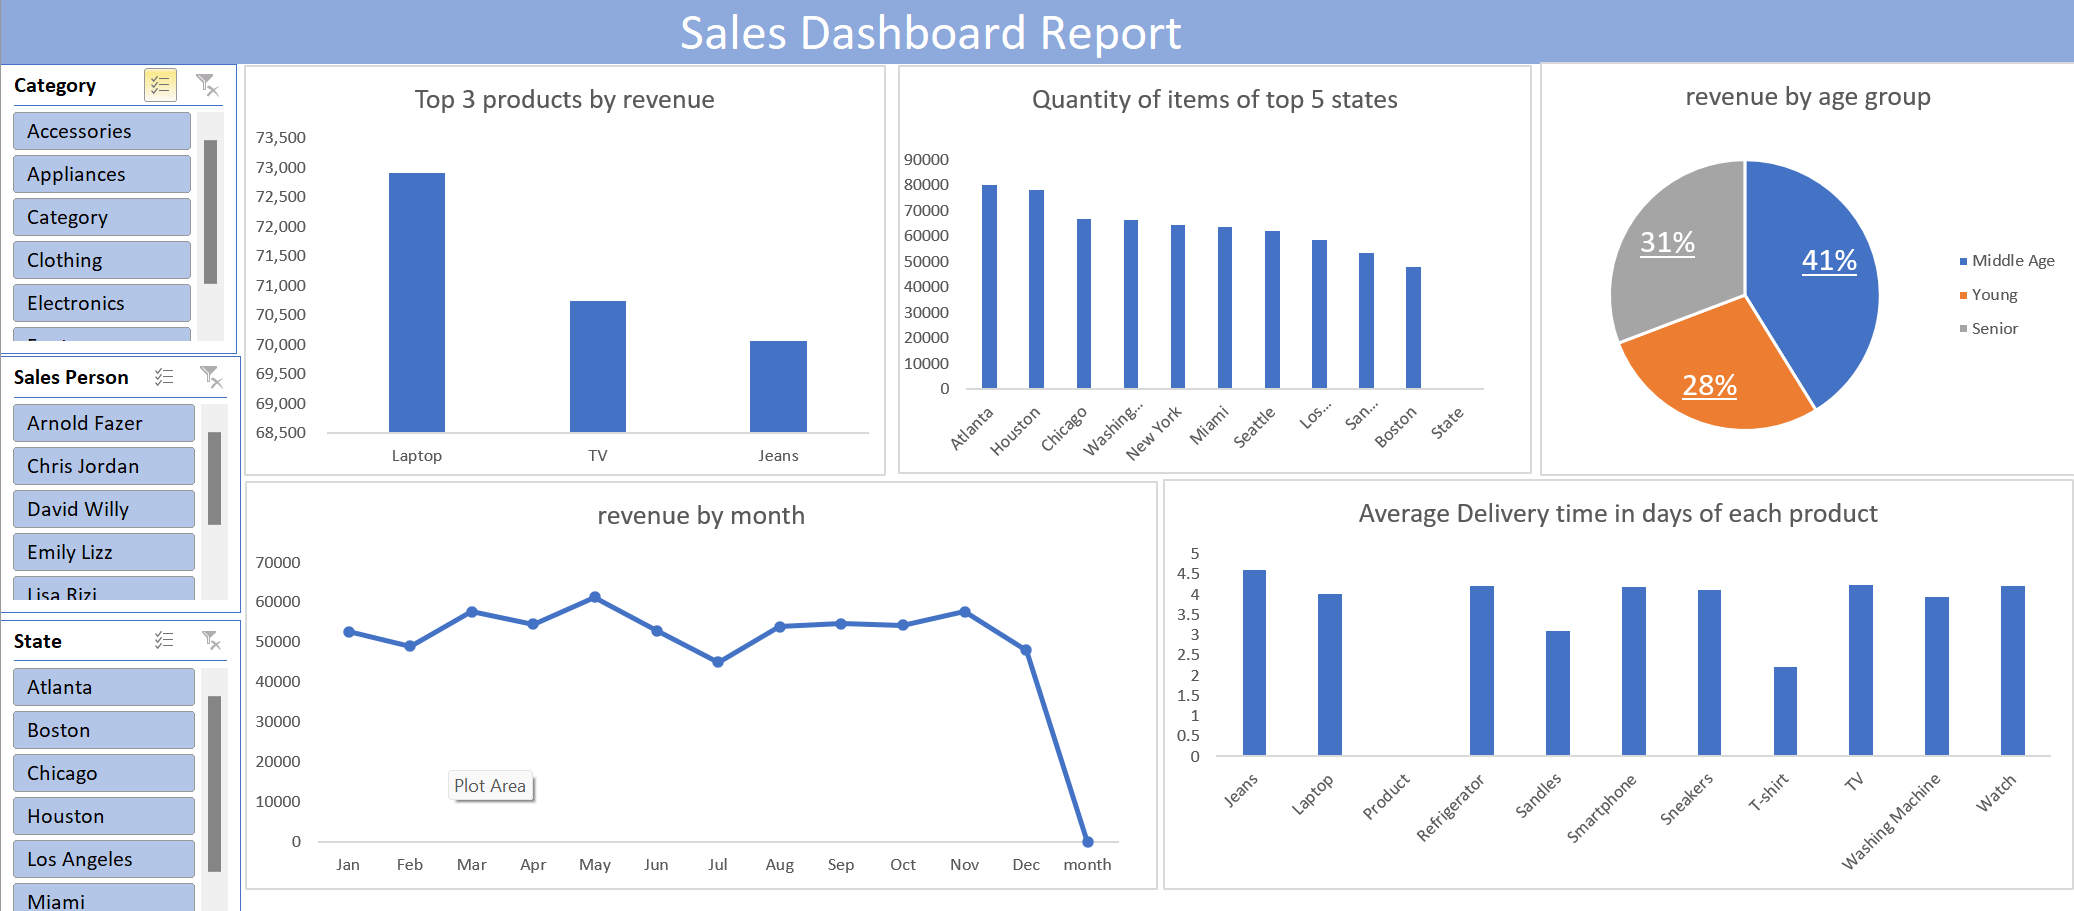 Sales Dashboard Report
Category
Accessories
Appliances
Category
Clothing
Electronics
Sales Person
Arnold Fazer
Chris Jordan
David Willy
Emily Lizz
Lisa Rizi
State
Atlanta
Boston
Chicago
Houston
Los Angeles
Miami
Top 3 products by revenue
73,500
73,000
72,500
72,000
71,500
71,000
70,500
70,000
69,500
69,000
68,500
Laptop TV Jeans
Quantity of items of top 5 states
90000
80000
70000
60000
50000
40000
30000
20000
10000
0
Atlanta Houston Chicago Washing... New York Miami Seattle Los... San... Boston State
revenue by age group
31%
41%
28%
Middle Age
Young
Senior
revenue by month
70000
60000
50000
40000
30000
20000
10000
0
Plot Area
Jan Feb Mar Apr May Jun Jul Aug Sep Oct Nov Dec month
Average Delivery time in days of each product
5
4.5
4
3.5
3
2.5
2
1.5
1
0.5
0
Jeans Laptop Product Refrigerator Sandles Smartphone Sneakers T-shirt TV Washing Machine Watch